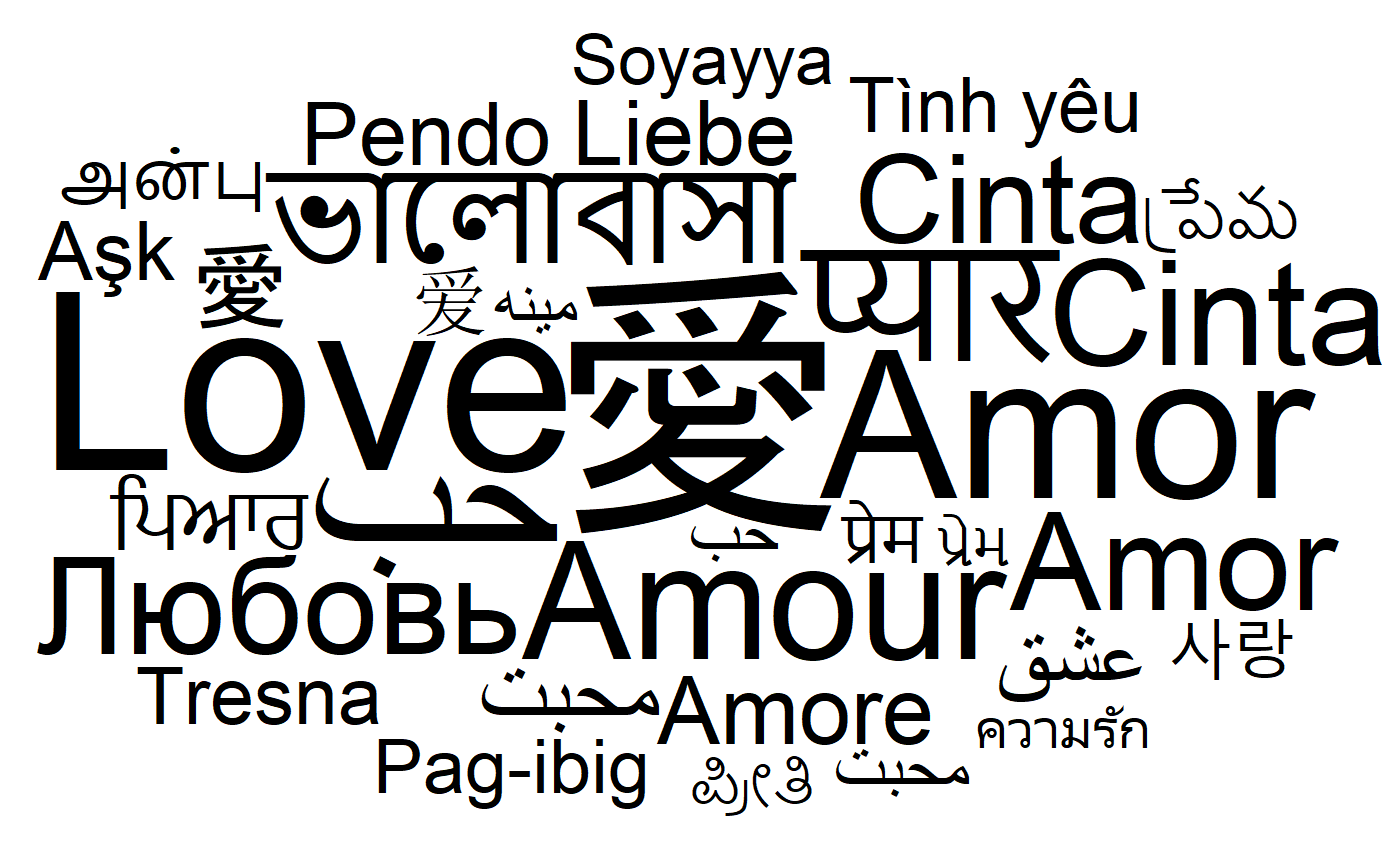 Soyayya
Tình yêu
Pendo
Liebe
அன்பு
ভালোবাসা
Cinta
ప్రేమ
Aşk
愛
爱
مينه
प्यार
Cinta
Love
愛
Amor
ਪਿਆਰ
حب
حب
प्रेम
પ્રેમ
Amor
Любовь
Amour
عشق
사랑
Tresna
محبت
Amore
ความรัก
Pag-ibig
ಪ್ರೀತಿ
محبت